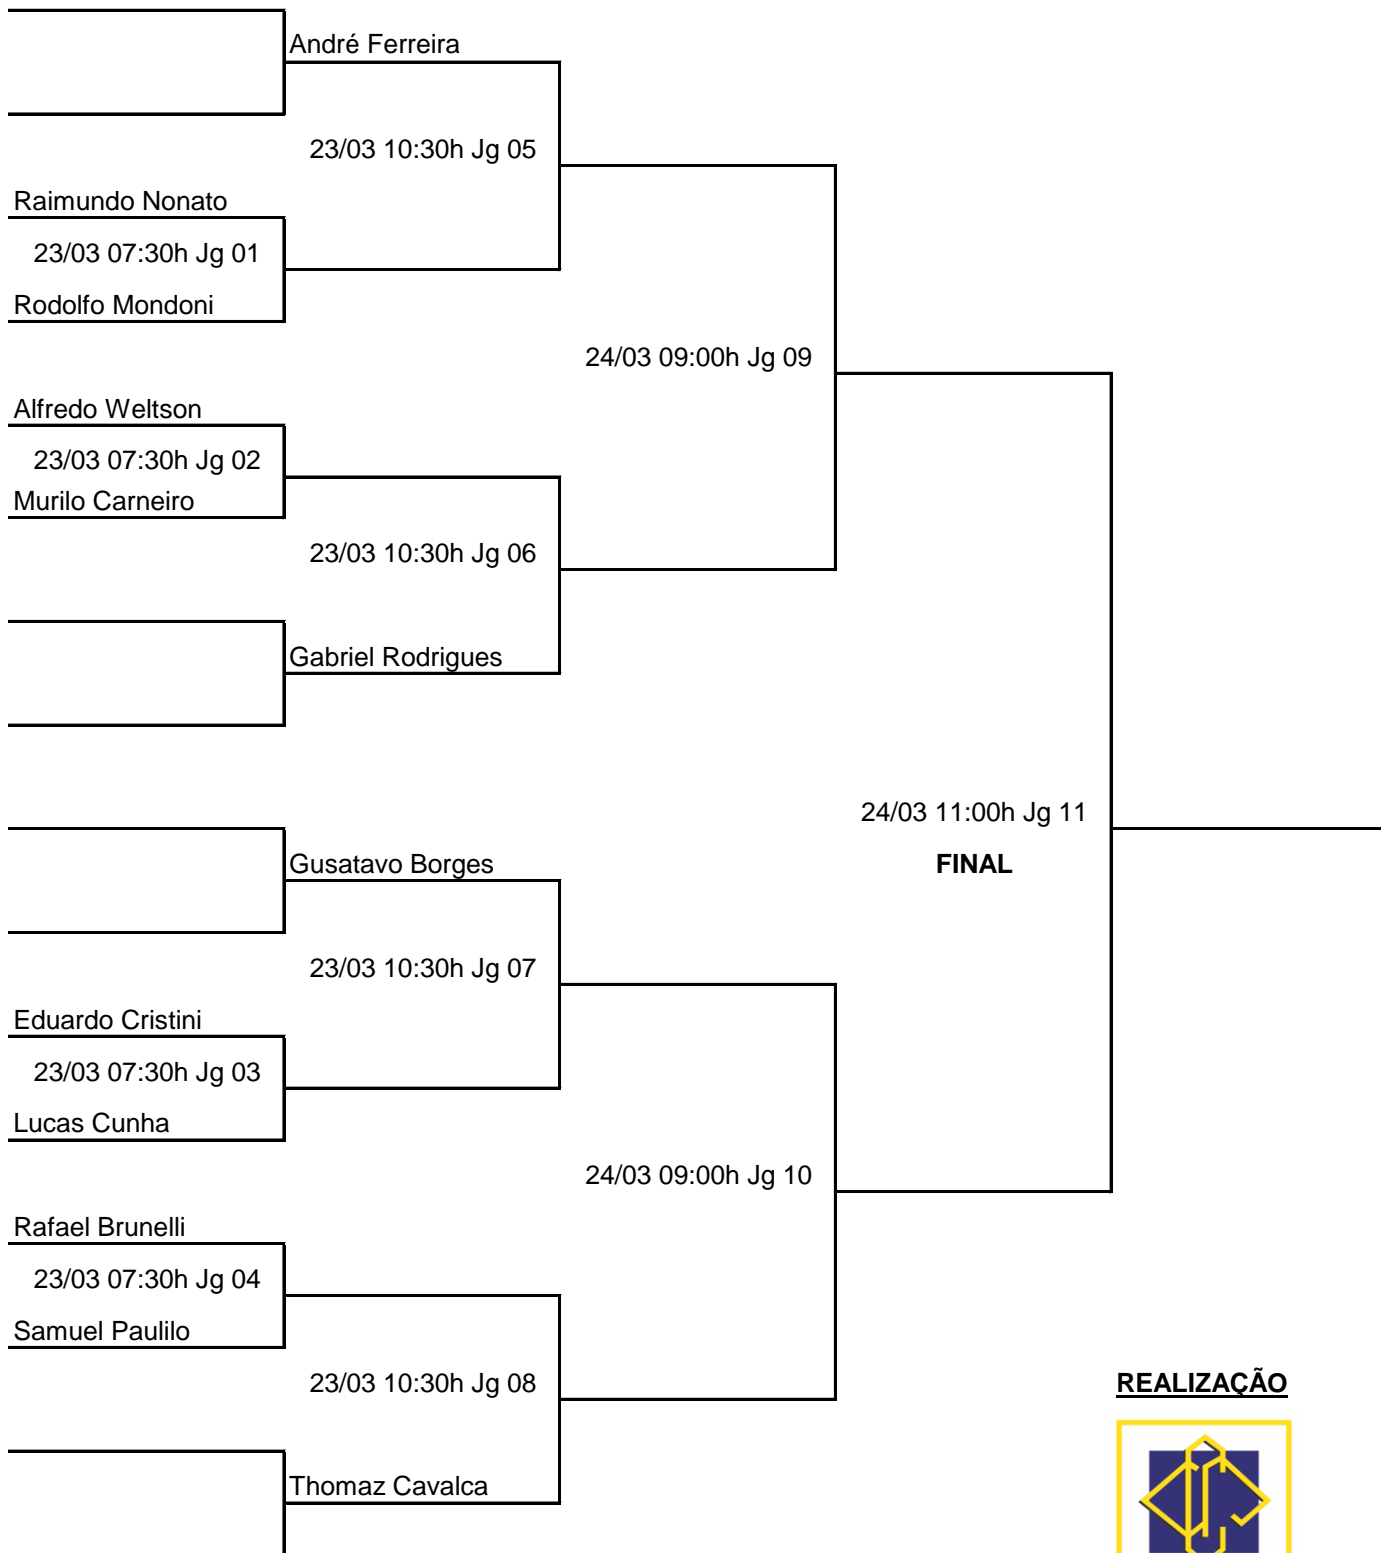 André Ferreira
23/03 10:30h Jg 05
Raimundo Nonato
23/03 07:30h Jg 01
Rodolfo Mondoni
24/03 09:00h Jg 09
Alfredo Weltson
23/03 07:30h Jg 02
Murilo Carneiro
23/03 10:30h Jg 06
Gabriel Rodrigues
24/03 11:00h Jg 11
FINAL
Gusatavo Borges
23/03 10:30h Jg 07
Eduardo Cristini
23/03 07:30h Jg 03
Lucas Cunha
24/03 09:00h Jg 10
Rafael Brunelli
23/03 07:30h Jg 04
Samuel Paulilo
23/03 10:30h Jg 08
REALIZAÇÃO
Thomaz Cavalca